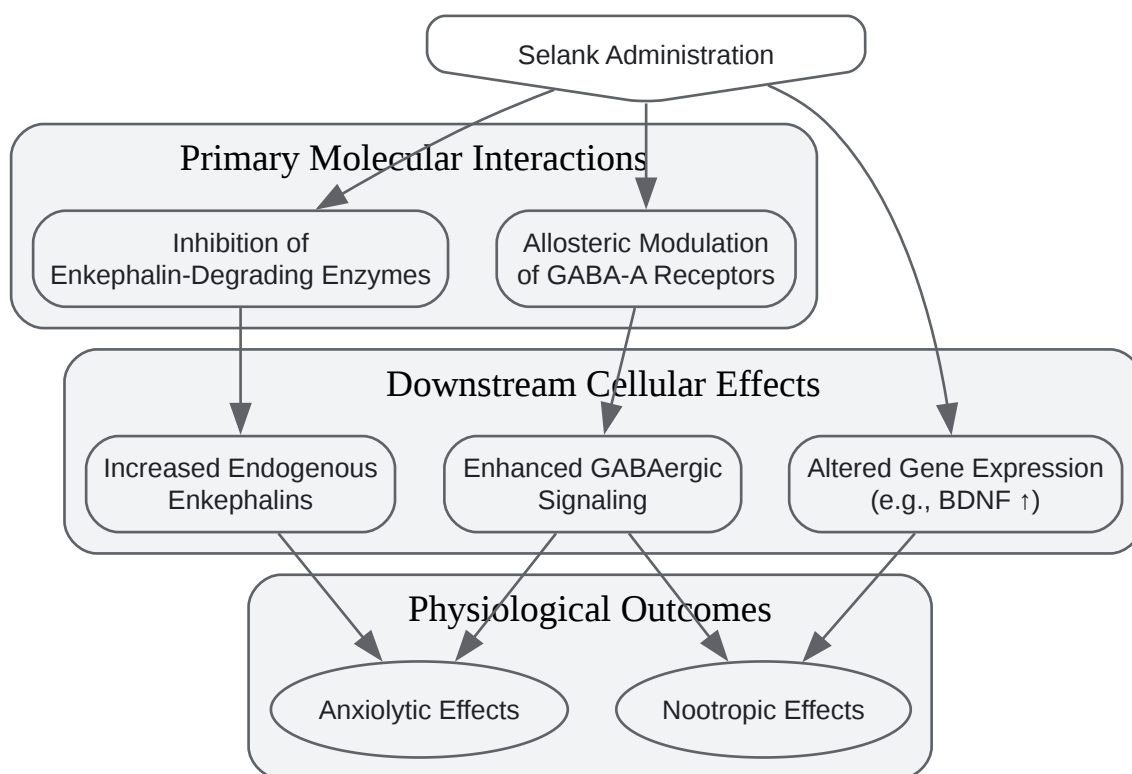 Selank Administration
Primary Molecular Interactions
Inhibition of
Enkephalin-Degrading Enzymes
Allosteric Modulation
of GABA-A Receptors
Downstream Cellular Effects
Increased Endogenous
Enkephalins
Enhanced GABAergic
Signaling
Altered Gene Expression
(e.g., BDNF ↑)
Physiological Outcomes
Anxiolytic Effects
Nootropic Effects